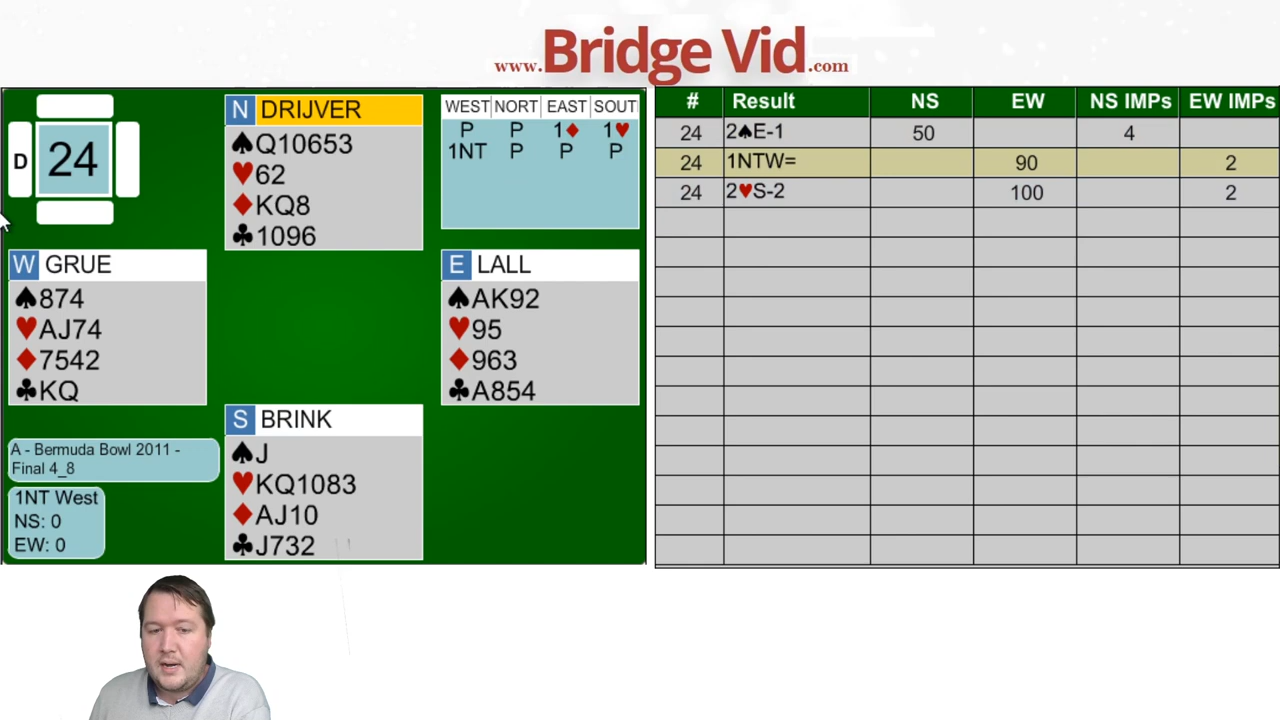 www.Bridge Vid.com
D 24
N DRIJVER
♠Q10653
♥62
♦KQ8
♣1096
WEST NORT EAST SOUT
P P 1♦ 1♥
1NT P P P
W GRUE
♠874
♥AJ74
♦7542
♣KQ
E LALL
♠AK92
♥95
♦963
♣A854
S BRINK
♠J
♥KQ1083
♦AJ10
♣J732
A - Bermuda Bowl 2011 -
Final 4_8
1NT West
NS: 0
EW: 0
# Result NS EW NS IMPs EW IMPs
24 2♠E-1 50 4
24 1NTW= 90 2
24 2♥S-2 100 2